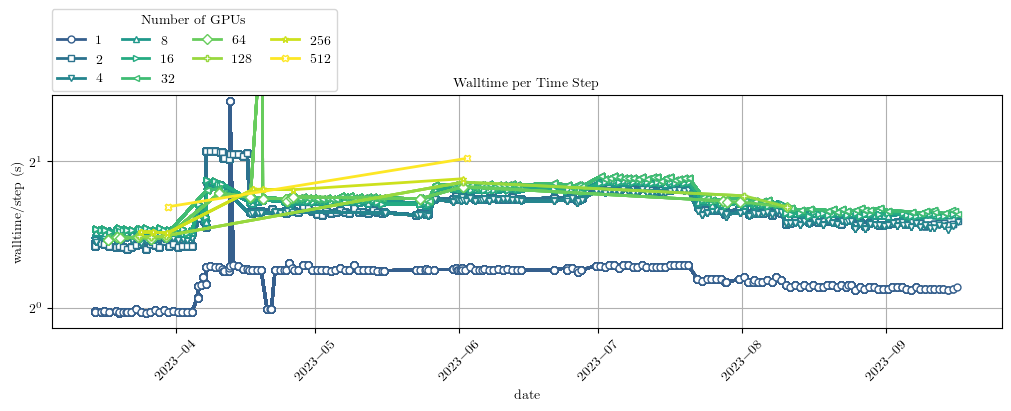 Number of GPUs
1 8 64 256
2 16 128 512
4 32
Walltime per Time Step
walltime/step (s)
2^1
2^0
2023−04 2023−05 2023−06 2023−07 2023−08 2023−09
date